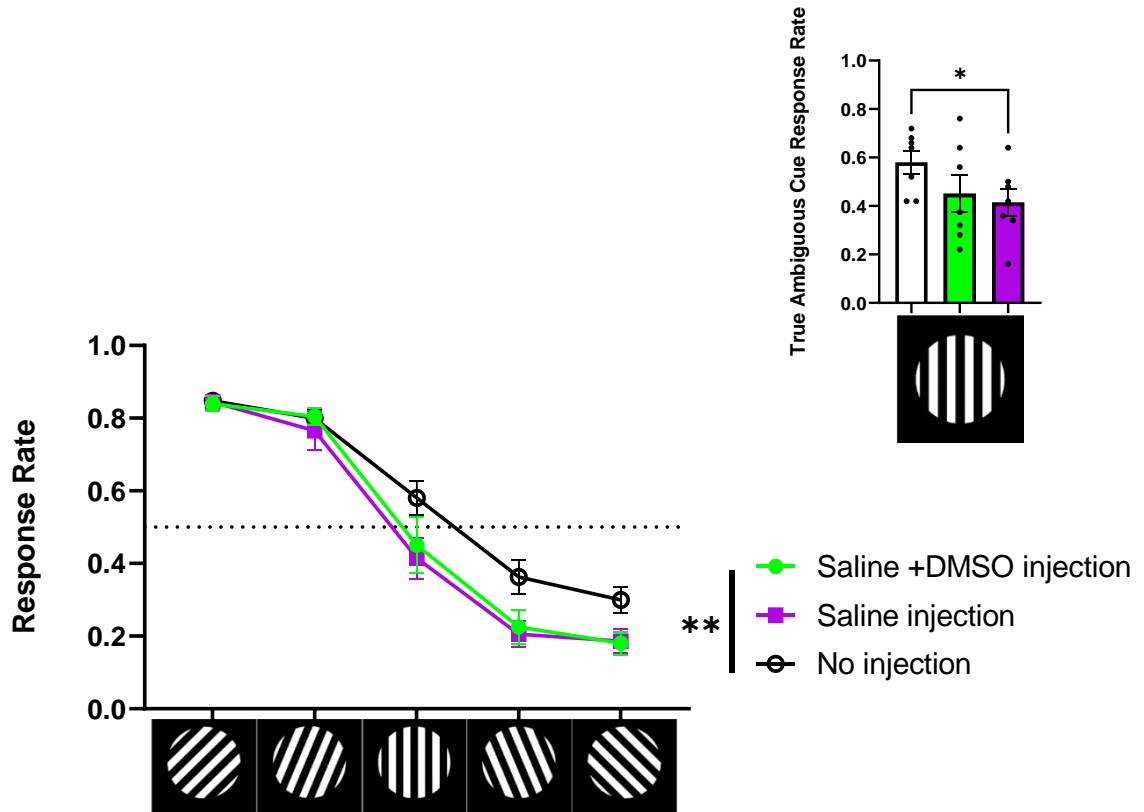 True Ambiguous Cue Response Rate
1.0
0.8
0.6
0.4
0.2
0.0
*
Response Rate
1.0
0.8
0.6
0.4
0.2
0.0
**
Saline +DMSO injection
Saline injection
No injection